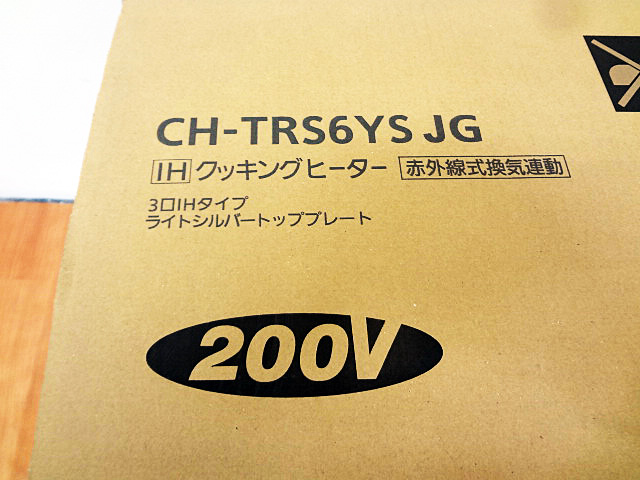 CH-TRS6YS JG
IH クッキングヒーター 赤外線式換気連動
3口IHタイプ
ライトシルバートッププレート
200V